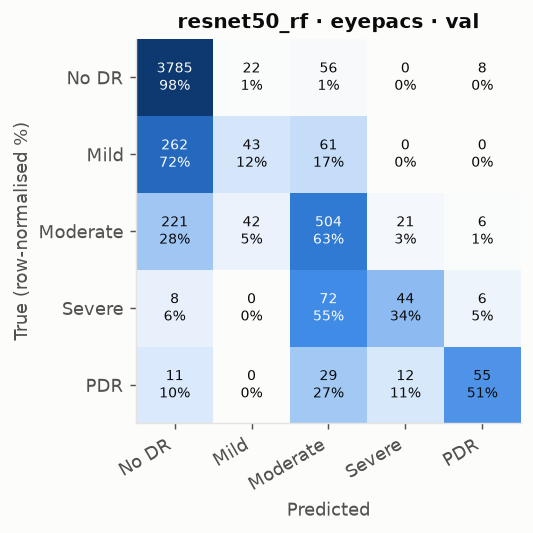 resnet50_rf · eyepacs · val
No DR
3785 22 56 0 8
98% 1% 1% 0% 0%
Mild
262 43 61 0 0
72% 12% 17% 0% 0%
Moderate
221 42 504 21 6
28% 5% 63% 3% 1%
Severe
8 0 72 44 6
6% 0% 55% 34% 5%
PDR
11 0 29 12 55
10% 0% 27% 11% 51%
True (row-normalised %)
No DR Mild Moderate Severe PDR
Predicted